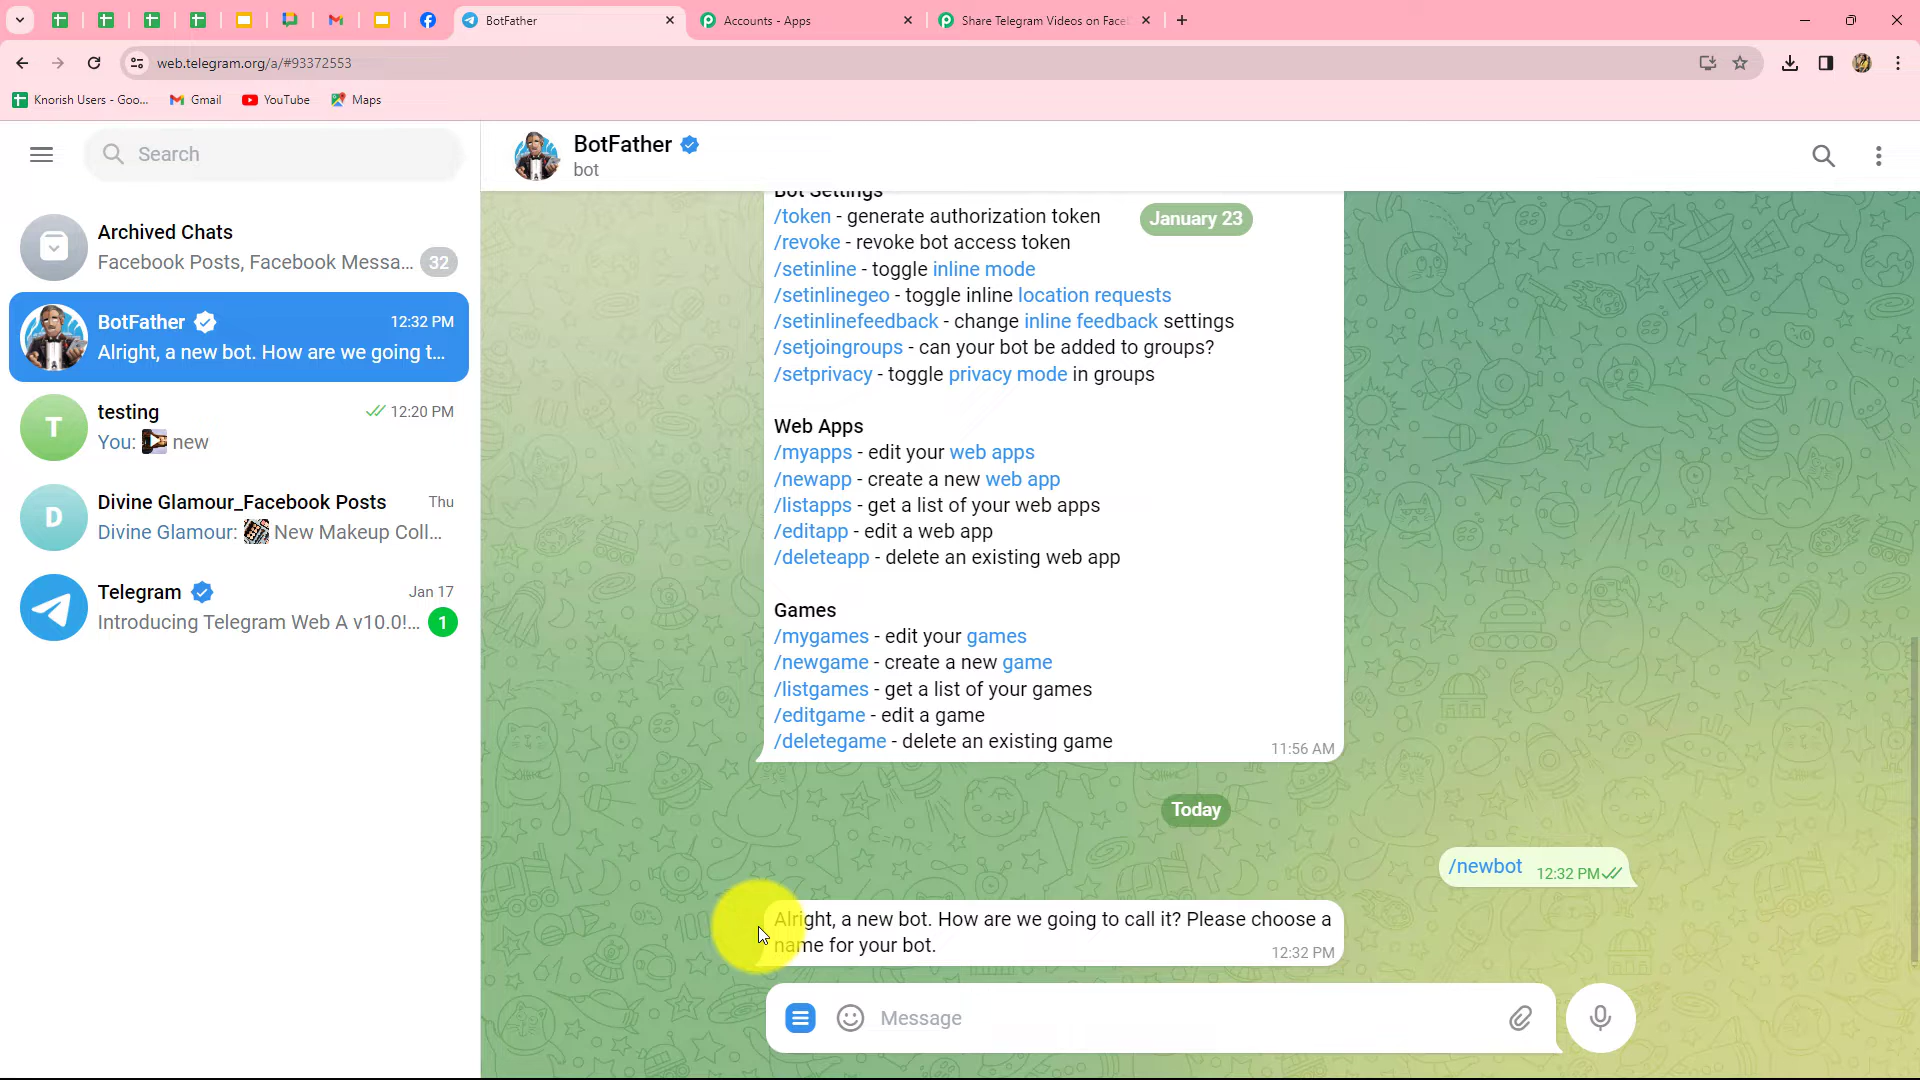 BotFather
Accounts - Apps
Share Telegram Videos on Face
web.telegram.org/a/#93372553
Knorish Users - Goo...
Gmail
YouTube
Maps
Search
Archived Chats
Facebook Posts, Facebook Messa...
32
BotFather
12:32 PM
Alright, a new bot. How are we going t...
testing
12:20 PM
You: new
Divine Glamour_Facebook Posts
Thu
Divine Glamour: New Makeup Coll...
Telegram
Jan 17
Introducing Telegram Web A v10.0!...
1
BotFather
bot
Bot Settings
January 23
/token - generate authorization token
/revoke - revoke bot access token
/setinline - toggle inline mode
/setinlinegeo - toggle inline location requests
/setinlinefeedback - change inline feedback settings
/setjoingroups - can your bot be added to groups?
/setprivacy - toggle privacy mode in groups
Web Apps
/myapps - edit your web apps
/newapp - create a new web app
/listapps - get a list of your web apps
/editapp - edit a web app
/deleteapp - delete an existing web app
Games
/mygames - edit your games
/newgame - create a new game
/listgames - get a list of your games
/editgame - edit a game
/deletegame - delete an existing game
11:56 AM
Today
/newbot
12:32 PM
Alright, a new bot. How are we going to call it? Please choose a
name for your bot.
12:32 PM
Message
T
D